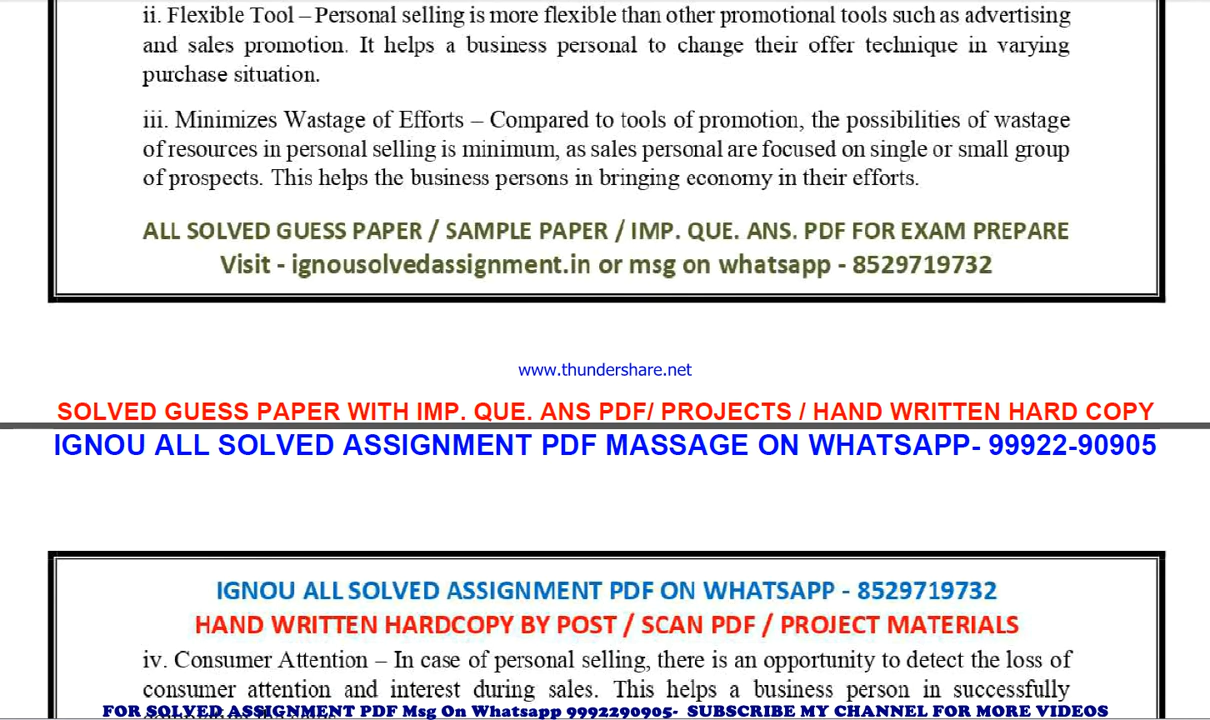 ii. Flexible Tool – Personal selling is more flexible than other promotional tools such as advertising
and sales promotion. It helps a business personal to change their offer technique in varying
purchase situation.
iii. Minimizes Wastage of Efforts – Compared to tools of promotion, the possibilities of wastage
of resources in personal selling is minimum, as sales personal are focused on single or small group
of prospects. This helps the business persons in bringing economy in their efforts.
ALL SOLVED GUESS PAPER / SAMPLE PAPER / IMP. QUE. ANS. PDF FOR EXAM PREPARE
Visit - ignousolvedassignment.in or msg on whatsapp - 8529719732
www.thundershare.net
SOLVED GUESS PAPER WITH IMP. QUE. ANS PDF/ PROJECTS / HAND WRITTEN HARD COPY
IGNOU ALL SOLVED ASSIGNMENT PDF MASSAGE ON WHATSAPP- 99922-90905
IGNOU ALL SOLVED ASSIGNMENT PDF ON WHATSAPP - 8529719732
HAND WRITTEN HARDCOPY BY POST / SCAN PDF / PROJECT MATERIALS
iv. Consumer Attention – In case of personal selling, there is an opportunity to detect the loss of
consumer attention and interest during sales. This helps a business person in successfully
FOR SOLVED ASSIGNMENT PDF Msg On Whatsapp 9992290905- SUBSCRIBE MY CHANNEL FOR MORE VIDEOS